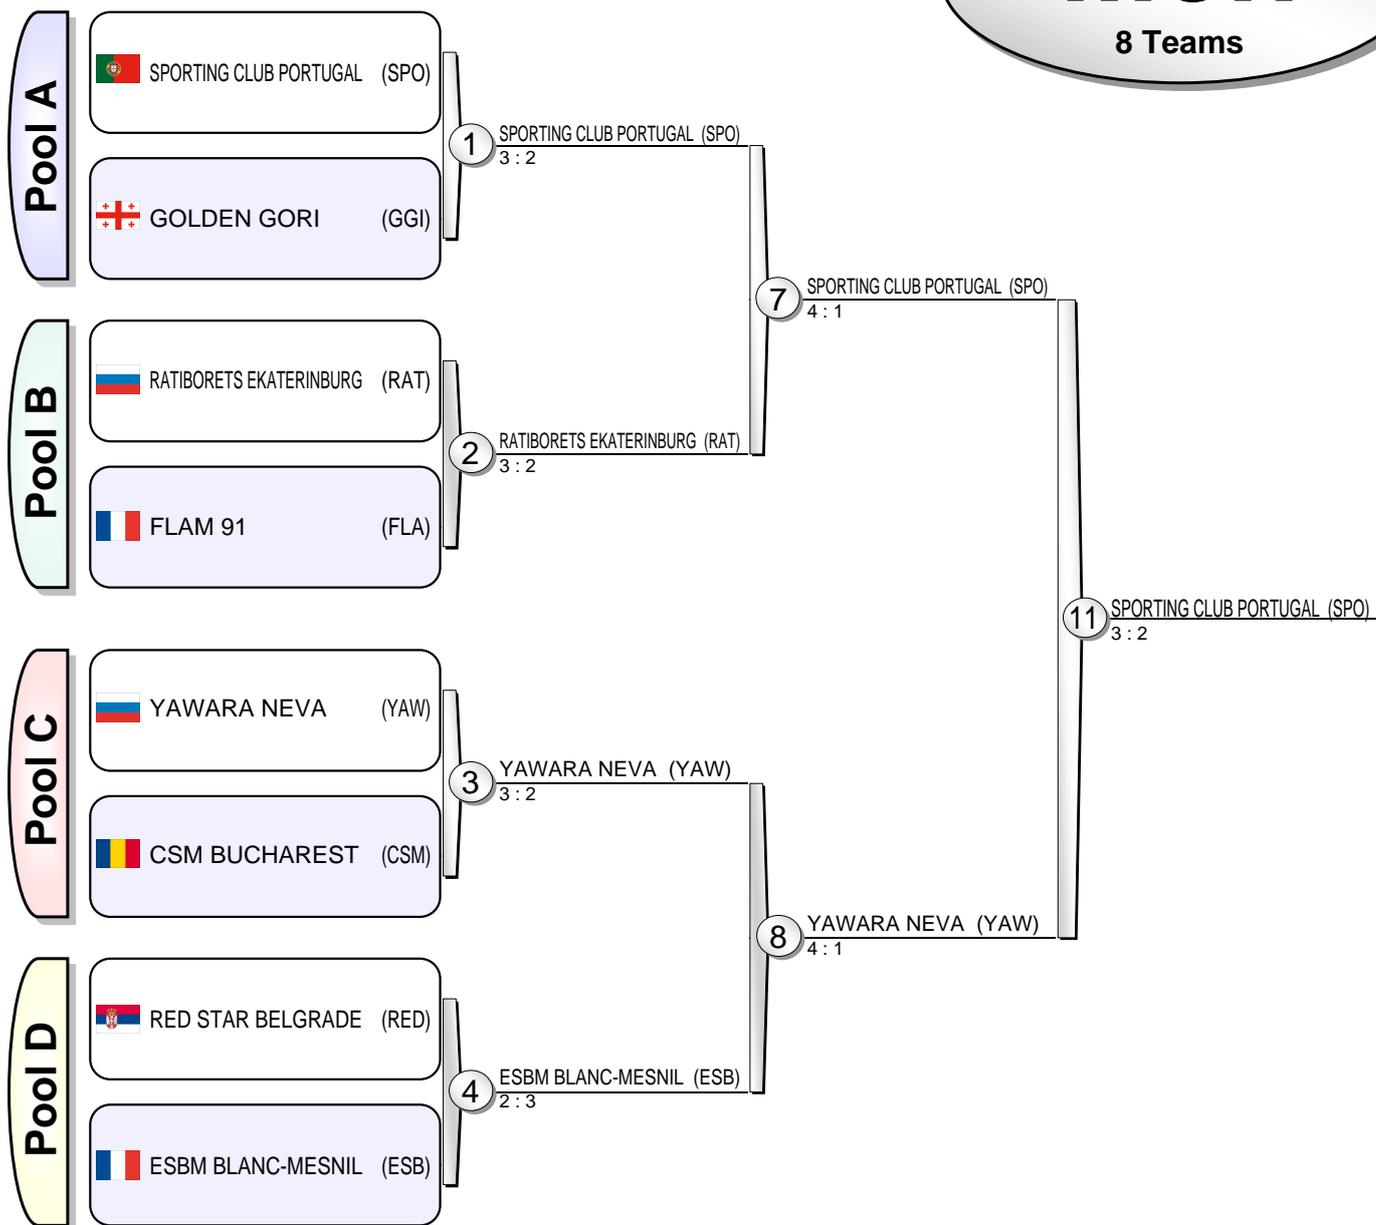 8 Teams
Pool A
SPORTING CLUB PORTUGAL (SPO)
GOLDEN GORI (GGI)
1
SPORTING CLUB PORTUGAL (SPO)
3 : 2
Pool B
RATIBORETS EKATERINBURG (RAT)
FLAM 91 (FLA)
2
RATIBORETS EKATERINBURG (RAT)
3 : 2
7
SPORTING CLUB PORTUGAL (SPO)
4 : 1
Pool C
YAWARA NEVA (YAW)
CSM BUCHAREST (CSM)
3
YAWARA NEVA (YAW)
3 : 2
Pool D
RED STAR BELGRADE (RED)
ESBM BLANC-MESNIL (ESB)
4
ESBM BLANC-MESNIL (ESB)
2 : 3
8
YAWARA NEVA (YAW)
4 : 1
11
SPORTING CLUB PORTUGAL (SPO)
3 : 2